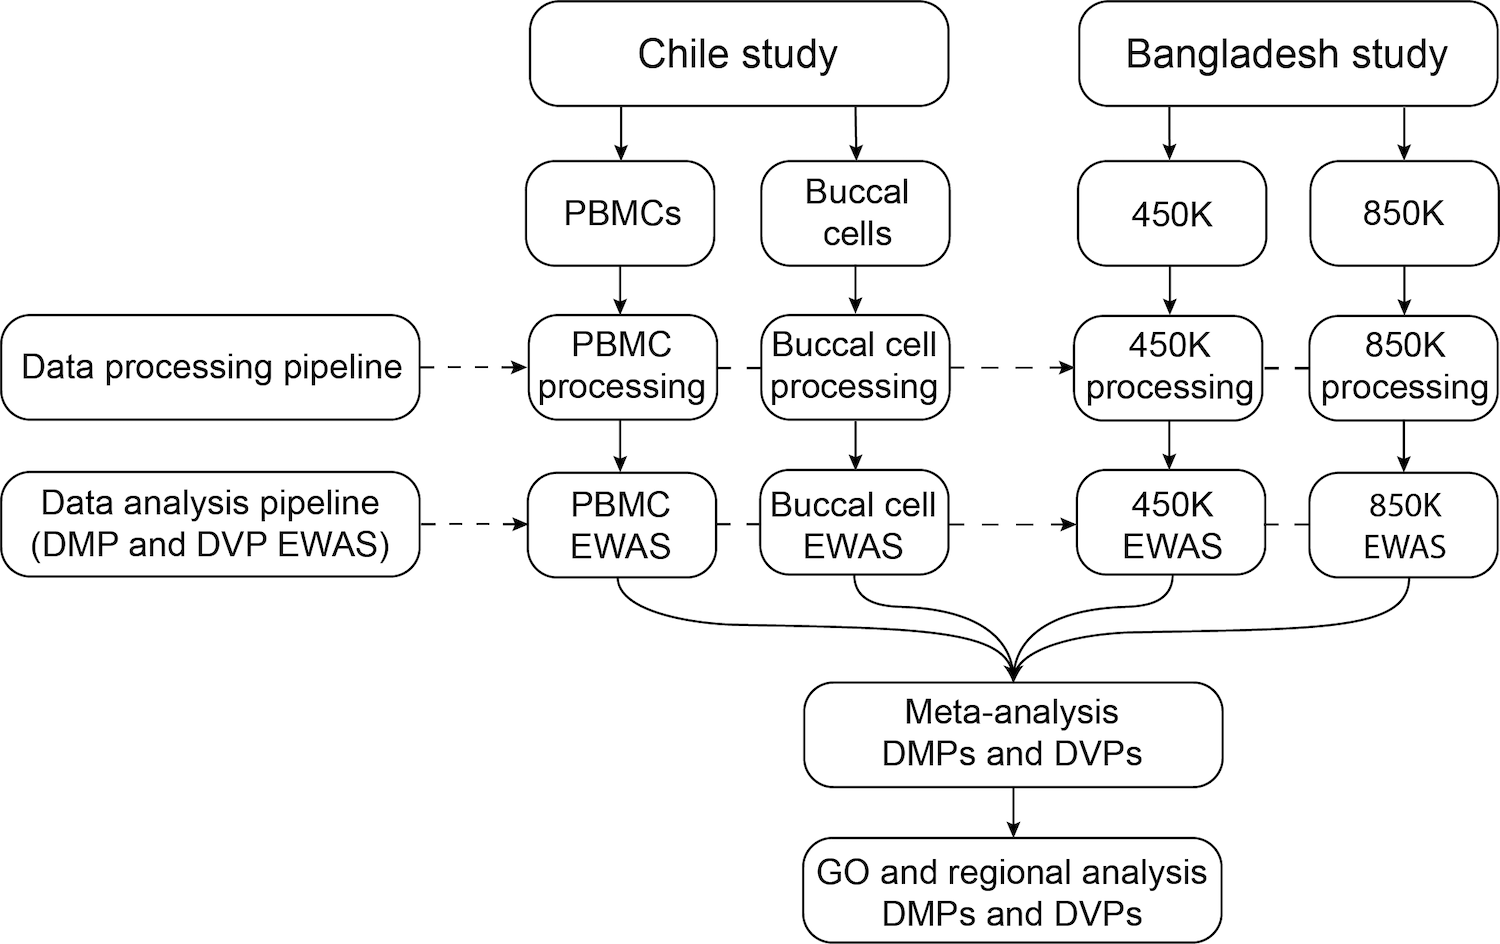 Chile study
Bangladesh study
PBMCs
Buccal
cells
450K
850K
Data processing pipeline
PBMC
processing
Buccal cell
processing
450K
processing
850K
processing
Data analysis pipeline
(DMP and DVP EWAS)
PBMC
EWAS
Buccal cell
EWAS
450K
EWAS
850K
EWAS
Meta-analysis
DMPs and DVPs
GO and regional analysis
DMPs and DVPs